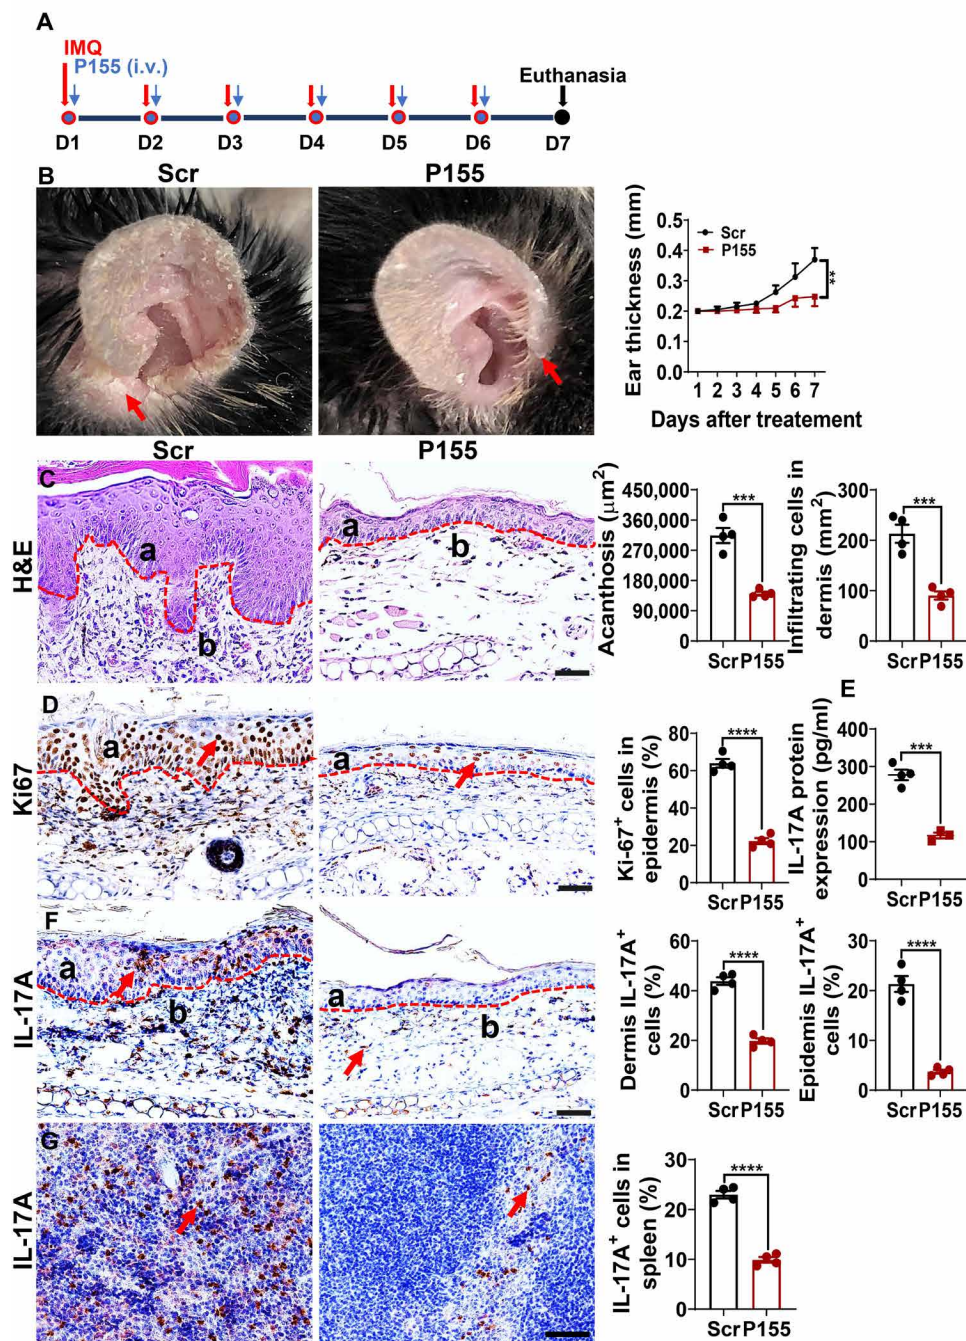 A
IMQ
P155 (i.v.)
Euthanasia
D1 D2 D3 D4 D5 D6 D7
B
Scr P155
Ear thickness (mm)
0.5
0.4
0.3
0.2
0.1
0.0
Scr
P155
**
1 2 3 4 5 6 7
Days after treatement
Scr P155
C
H&E
a
b
a
b
Acanthosis (μm²)
450,000
360,000
270,000
180,000
90,000
0
***
Scr P155
Infiltrating cells in
dermis (mm²)
300
200
100
0
***
Scr P155
D
Ki67
a
a
Ki-67⁺ cells in
epidermis (%)
80
60
40
20
0
****
Scr P155
E
IL-17A protein
expression (pg/ml)
400
300
200
100
0
***
Scr P155
F
IL-17A
a
b
a
b
Dermis IL-17A⁺
cells (%)
60
40
20
0
****
Scr P155
Epidemis IL-17A⁺
cells (%)
30
20
10
0
****
Scr P155
G
IL-17A
IL-17A⁺ cells in
spleen (%)
30
20
10
0
****
Scr P155